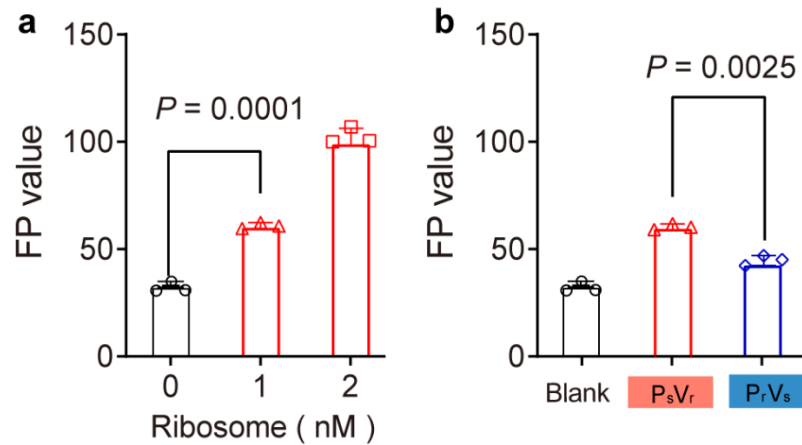 a
150
100
50
0
FP value
P = 0.0001
0 1 2
Ribosome ( nM )
b
150
100
50
0
FP value
P = 0.0025
Blank PsVr PrVs